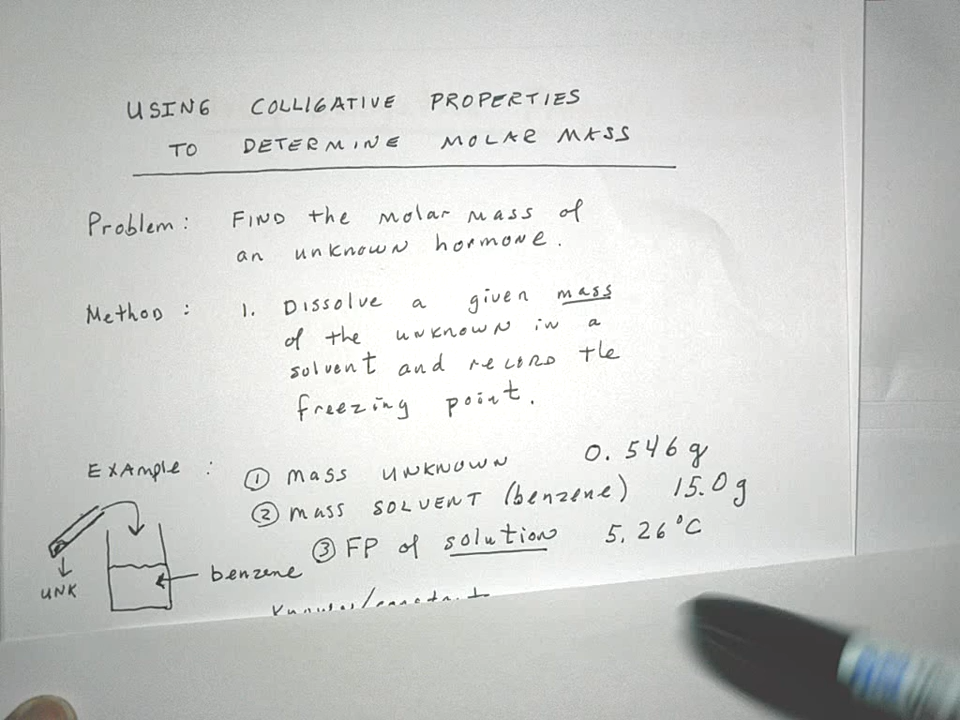 USING COLLIGATIVE PROPERTIES
TO DETERMINE MOLAR MASS
Problem: FIND the molar mass of
an unknown hormone.
Method: 1. Dissolve a given mass
of the unknown in a
solvent and record the
freezing point.
Example: ① mass unknown 0.546g
② mass SOLVENT (benzene) 15.0g
③ FP of solution 5.26°C
benzene
UNK